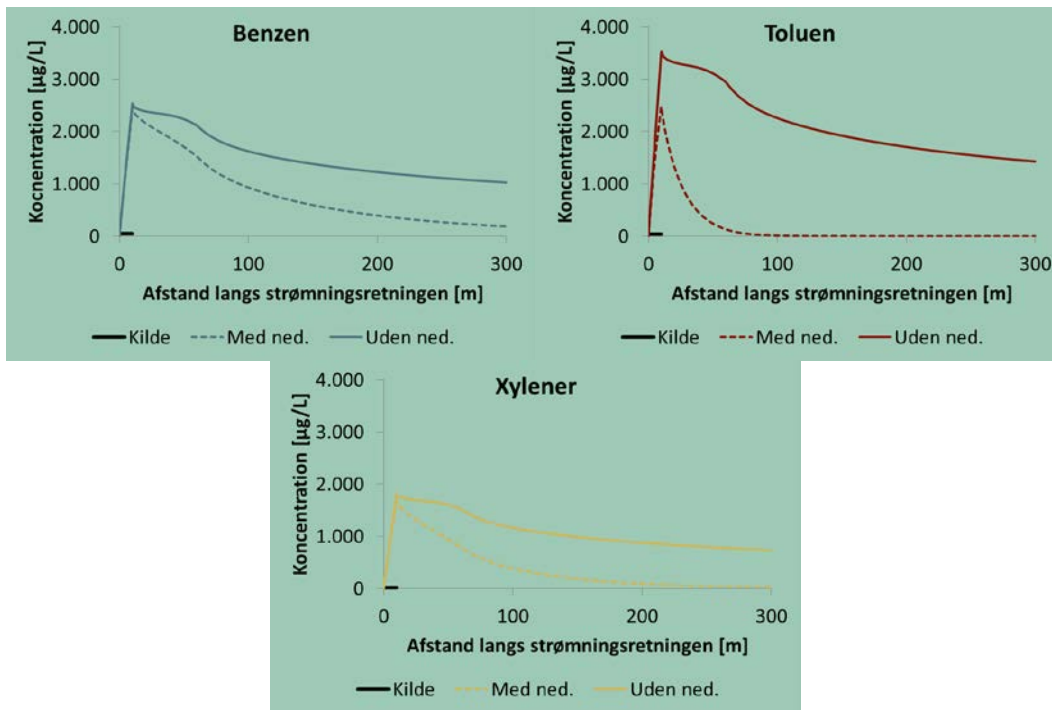 Benzen
Kocnentration [µg/L]
4.000
3.000
2.000
1.000
0
0 100 200 300
Afstand langs strømningsretningen [m]
Kilde Med ned. Uden ned.
Toluen
Koncentration [µg/L]
4.000
3.000
2.000
1.000
0
0 100 200 300
Afstand langs strømningsretningen [m]
Kilde Med ned. Uden ned.
Xylener
Koncentration [µg/L]
4.000
3.000
2.000
1.000
0
0 100 200 300
Afstand langs strømningsretningen [m]
Kilde Med ned. Uden ned.